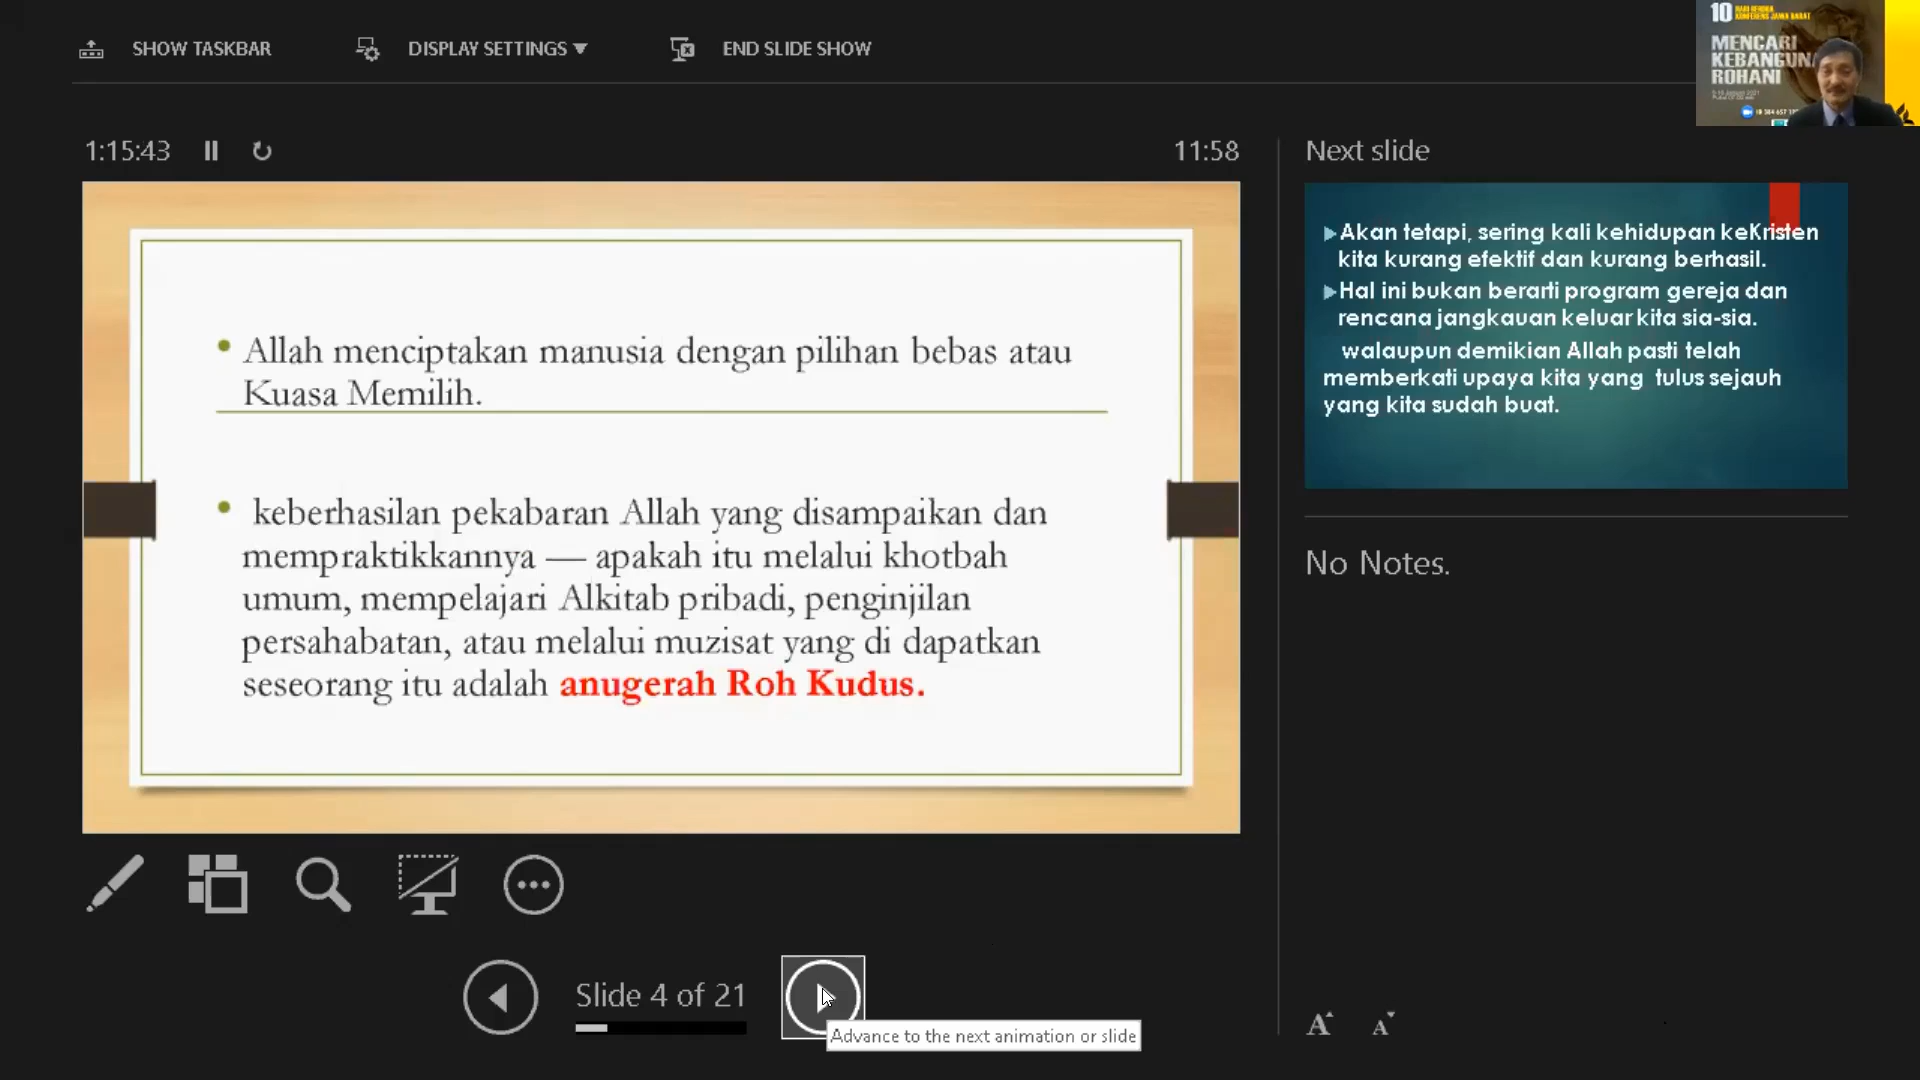 SHOW TASKBAR
DISPLAY SETTINGS
END SLIDE SHOW
10
KONFERENS JAWA BARAT
MENCARI
KEBANGUN
ROHANI
1:15:43
11:58
Next slide
• Allah menciptakan manusia dengan pilihan bebas atau
Kuasa Memilih.
• keberhasilan pekabaran Allah yang disampaikan dan
mempraktikkannya — apakah itu melalui khotbah
umum, mempelajari Alkitab pribadi, penginjilan
persahabatan, atau melalui muzisat yang di dapatkan
seseorang itu adalah anugerah Roh Kudus.
Akan tetapi, sering kali kehidupan keKristen
kita kurang efektif dan kurang berhasil.
Hal ini bukan berarti program gereja dan
rencana jangkauan keluar kita sia-sia.
walaupun demikian Allah pasti telah
memberkati upaya kita yang tulus sejauh
yang kita sudah buat.
No Notes.
Slide 4 of 21
Advance to the next animation or slide
A A